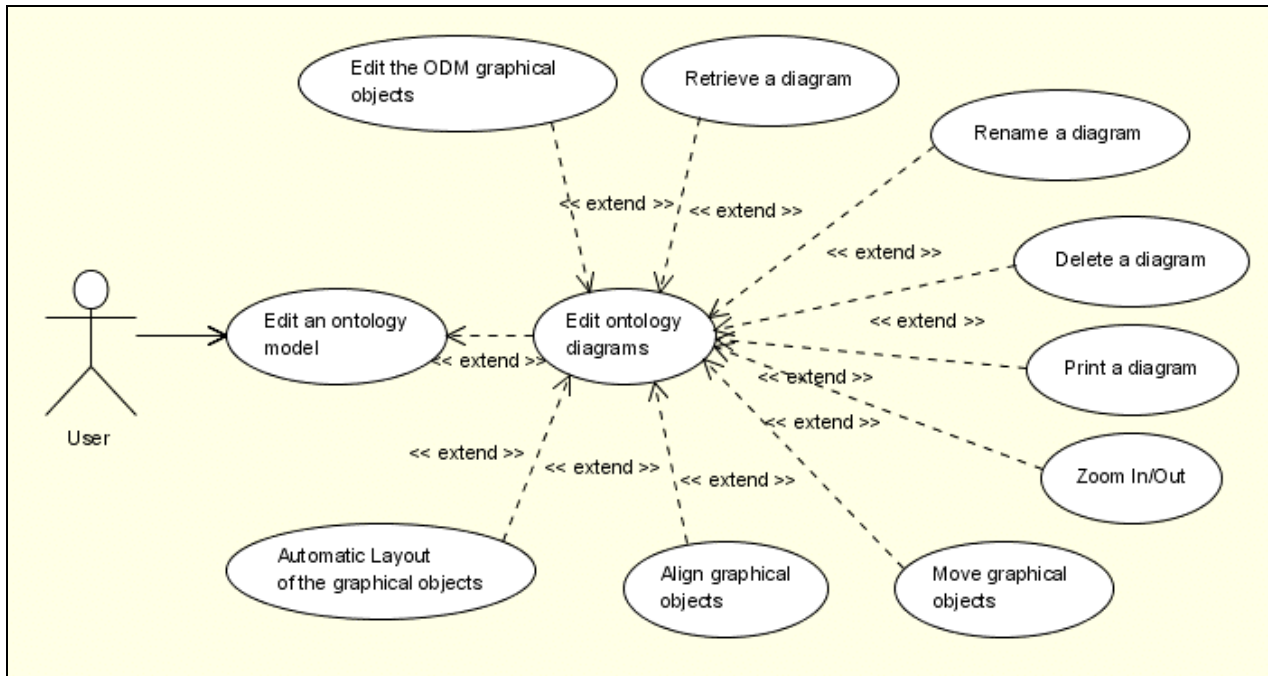 Edit the ODM graphical
objects
Retrieve a diagram
Rename a diagram
<< extend >>
<< extend >>
<< extend >>
Delete a diagram
Edit an ontology
model
Edit ontology
diagrams
<< extend >>
<< extend >>
<< extend >>
Print a diagram
User
<< extend >>
<< extend >>
<< extend >>
<< extend >>
Zoom In/Out
Automatic Layout
of the graphical objects
Align graphical
objects
Move graphical
objects